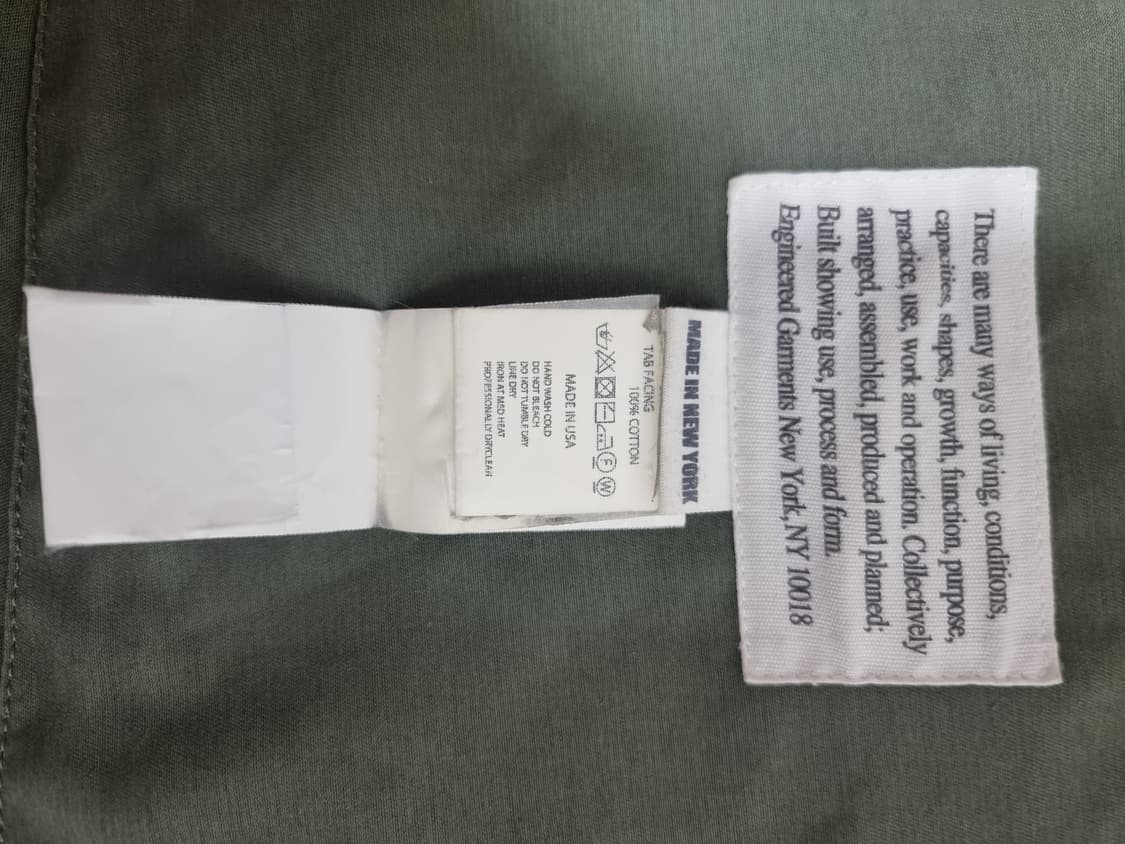 There are many ways of living, conditions,
capacities, shapes, growth, function, purpose,
practice, use, work and operation. Collectively
arranged, assembled, produced and planned;
Built showing use, process and form.
Engineered Garments New York, NY 10018
MADE IN NEW YORK
TAB FACING
100% COTTON
MADE IN USA
HAND WASH COLD
DO NOT BLEACH
DO NOT TUMBLE DRY
LINE DRY
IRON AT MED HEAT
PROFESSIONALLY DRYCLEAN